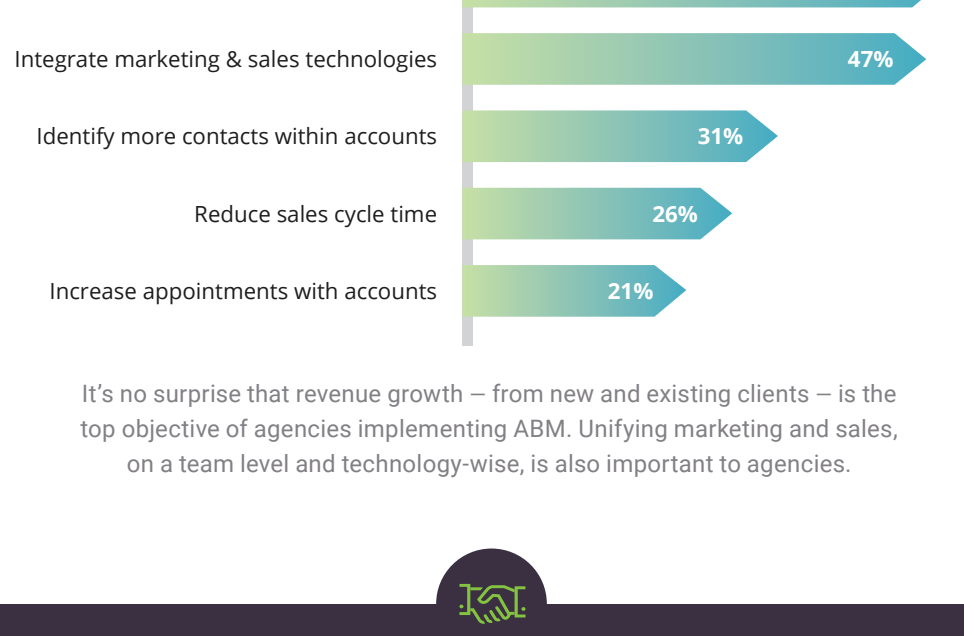 Integrate marketing & sales technologies 47%
Identify more contacts within accounts 31%
Reduce sales cycle time 26%
Increase appointments with accounts 21%
It’s no surprise that revenue growth — from new and existing clients — is the
top objective of agencies implementing ABM. Unifying marketing and sales,
on a team level and technology-wise, is also important to agencies.